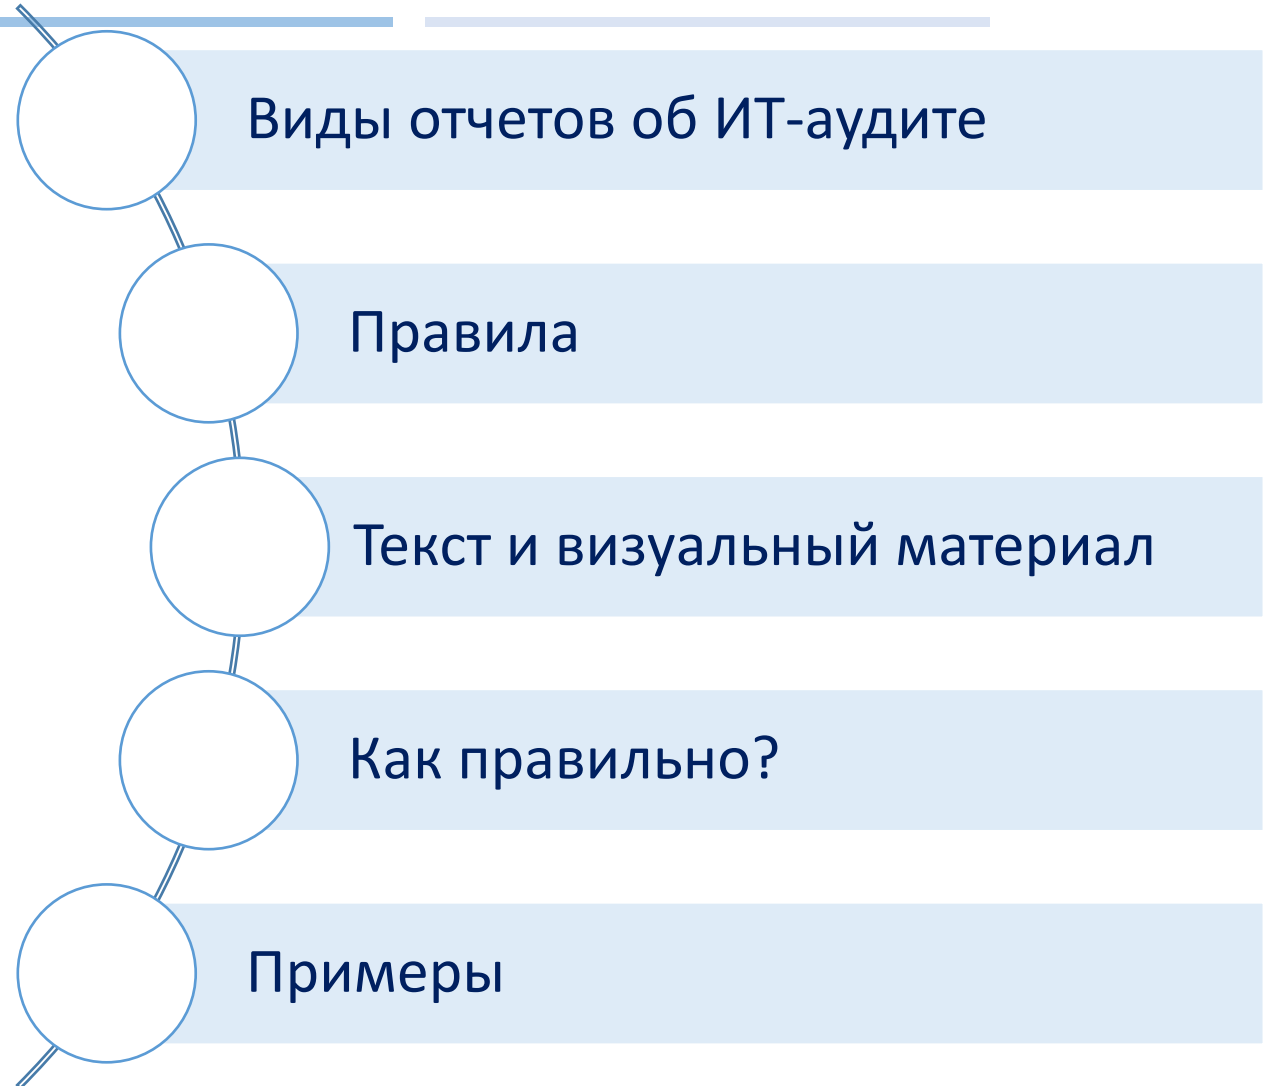 Виды отчетов об ИТ-аудите
Правила
Текст и визуальный материал
Как правильно?
Примеры